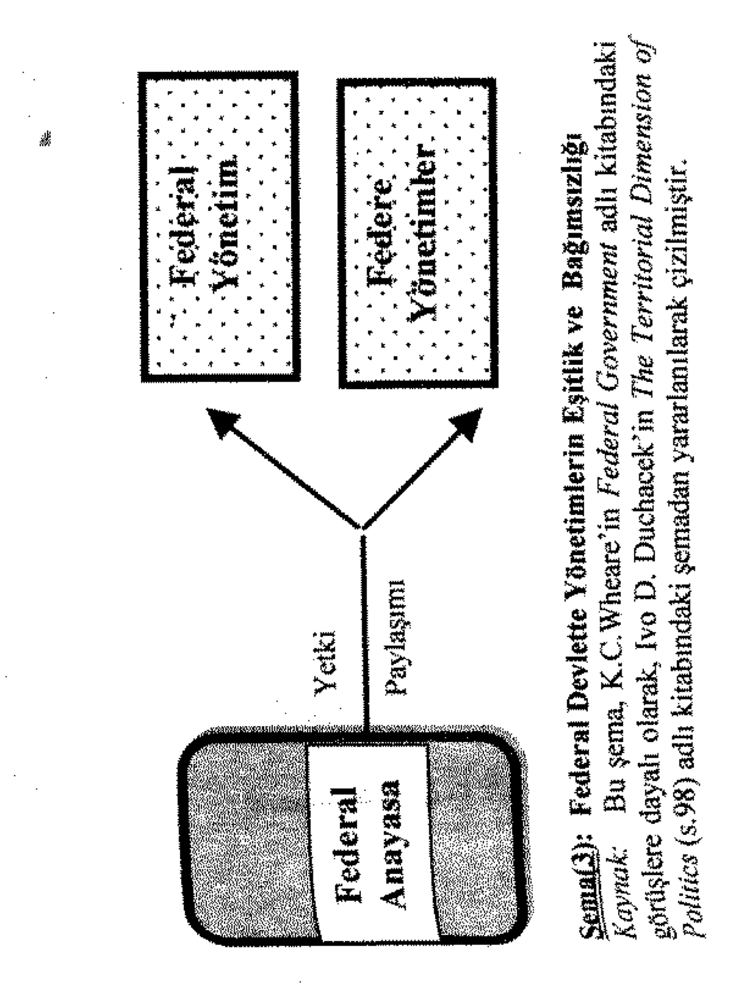 Federal
Anayasa
Yetki
Paylaşımı
Federal
Yönetim
Federe
Yönetimler
Şema(3): Federal Devlette Yönetimlerin Eşitlik ve Bağımsızlığı
Kaynak: Bu şema, K.C.Wheare'in Federal Government adlı kitabındaki
görüşlere dayalı olarak, Ivo D. Duchacek'in The Territorial Dimension of
Politics (s.98) adlı kitabındaki şemadan yararlanılarak çizilmiştir.